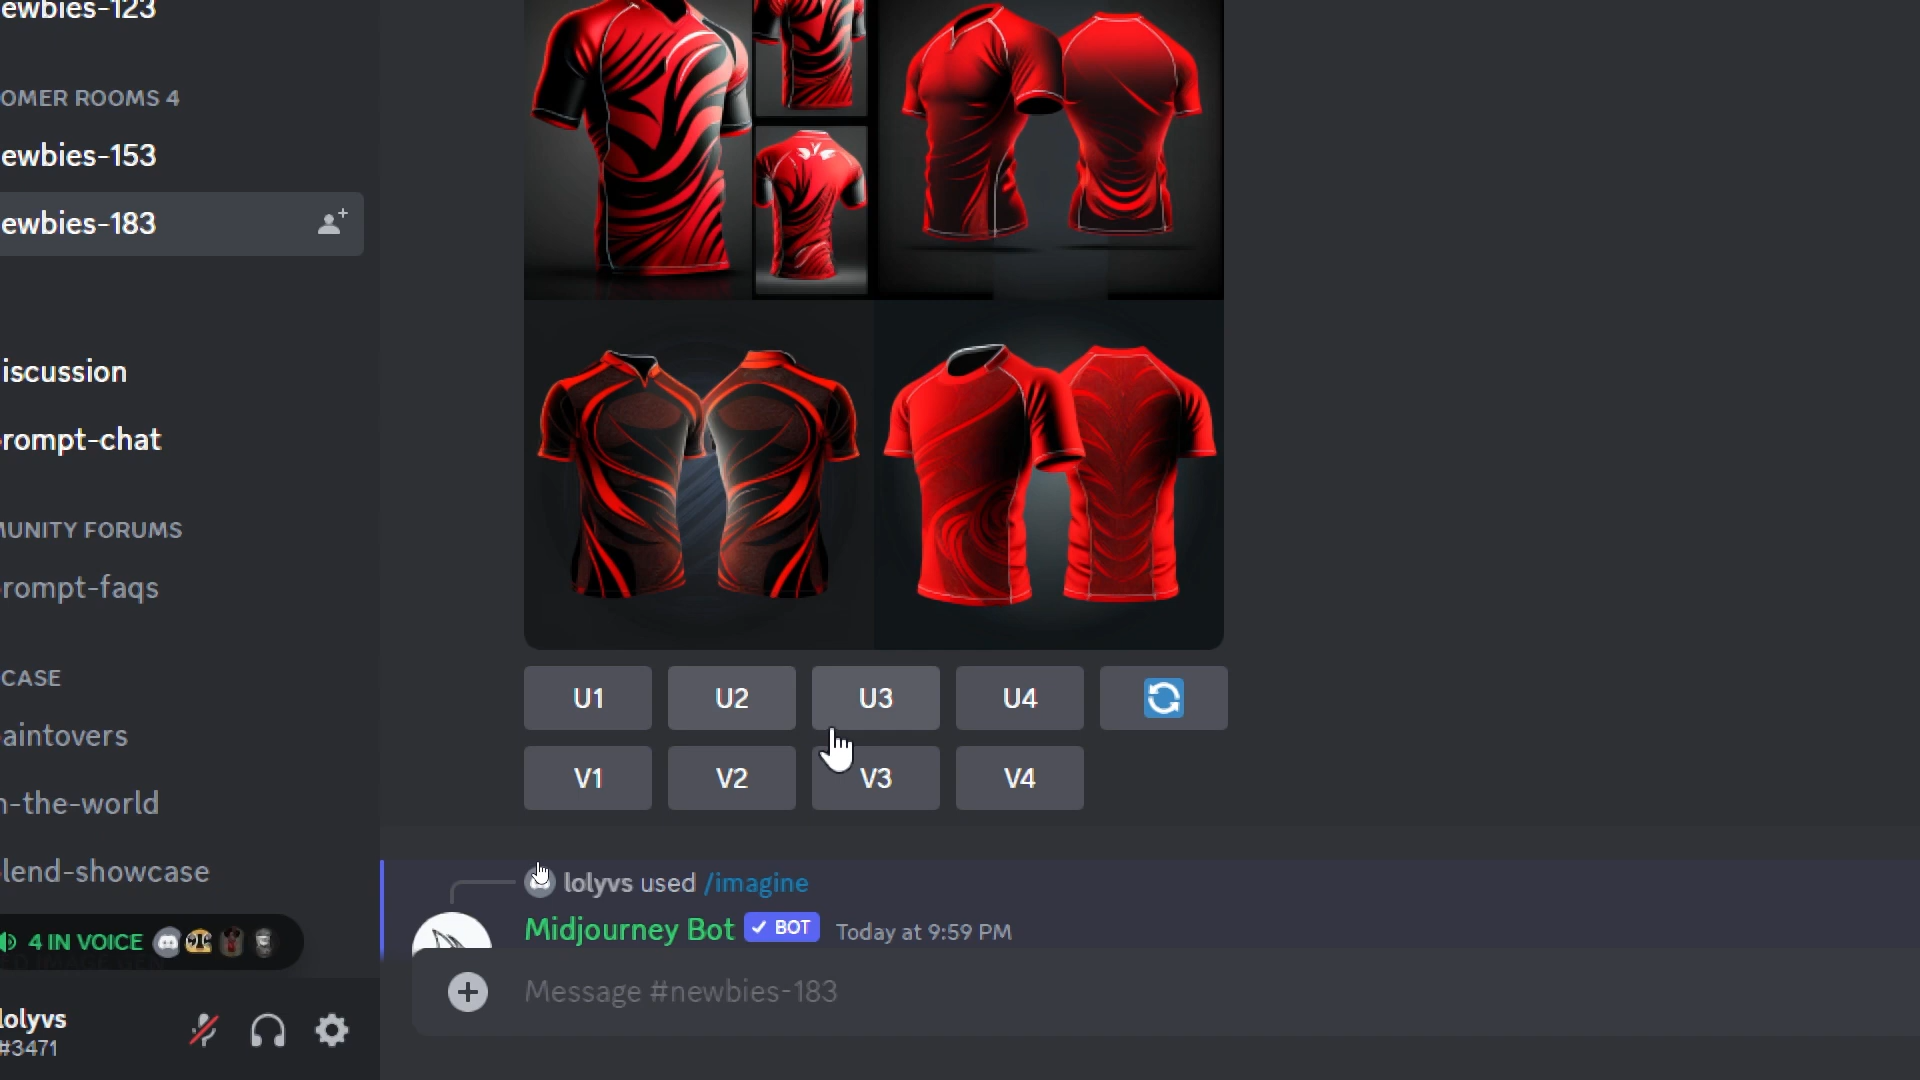 ewbies-123
OMER ROOMS 4
ewbies-153
ewbies-183
iscussion
rompt-chat
MUNITY FORUMS
rompt-faqs
CASE
aintovers
n-the-world
lend-showcase
4 IN VOICE
lolyvs
#3471
U1 U2 U3 U4
V1 V2 V3 V4
lolyvs used /imagine
Midjourney Bot ✓ BOT Today at 9:59 PM
Message #newbies-183